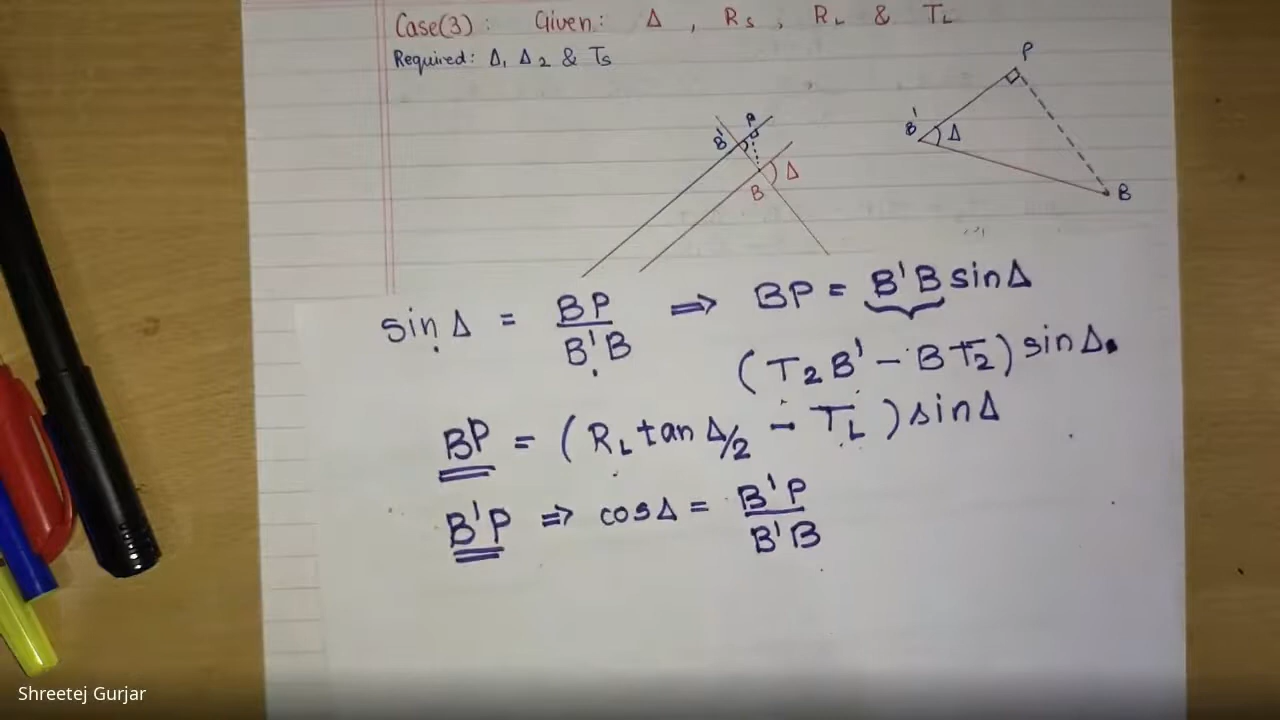 Case(3): Given: Δ, Rs, RL & TL
Required: Δ1 Δ2 & Ts
P
B' Δ
B
B' P
B Δ
sin Δ = BP/B'B ⟹ BP = B'B sin Δ
(T2B' - BT2) sin Δ
BP = (RL tan Δ/2 - TL) sin Δ
B'P ⟹ cos Δ = B'P/B'B
Shreetej Gurjar